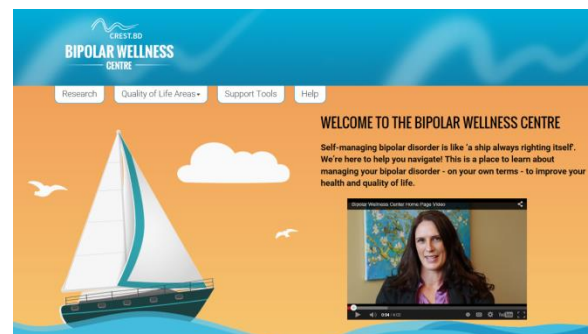 CREST.BD
BIPOLAR WELLNESS
CENTRE
Research
Quality of Life Areas
Support Tools
Help
WELCOME TO THE BIPOLAR WELLNESS CENTRE
Self-managing bipolar disorder is like 'a ship always righting itself'.
We're here to help you navigate! This is a place to learn about
managing your bipolar disorder - on your own terms - to improve your
health and quality of life.
Bipolar Wellness Center Home Page Video
YouTube